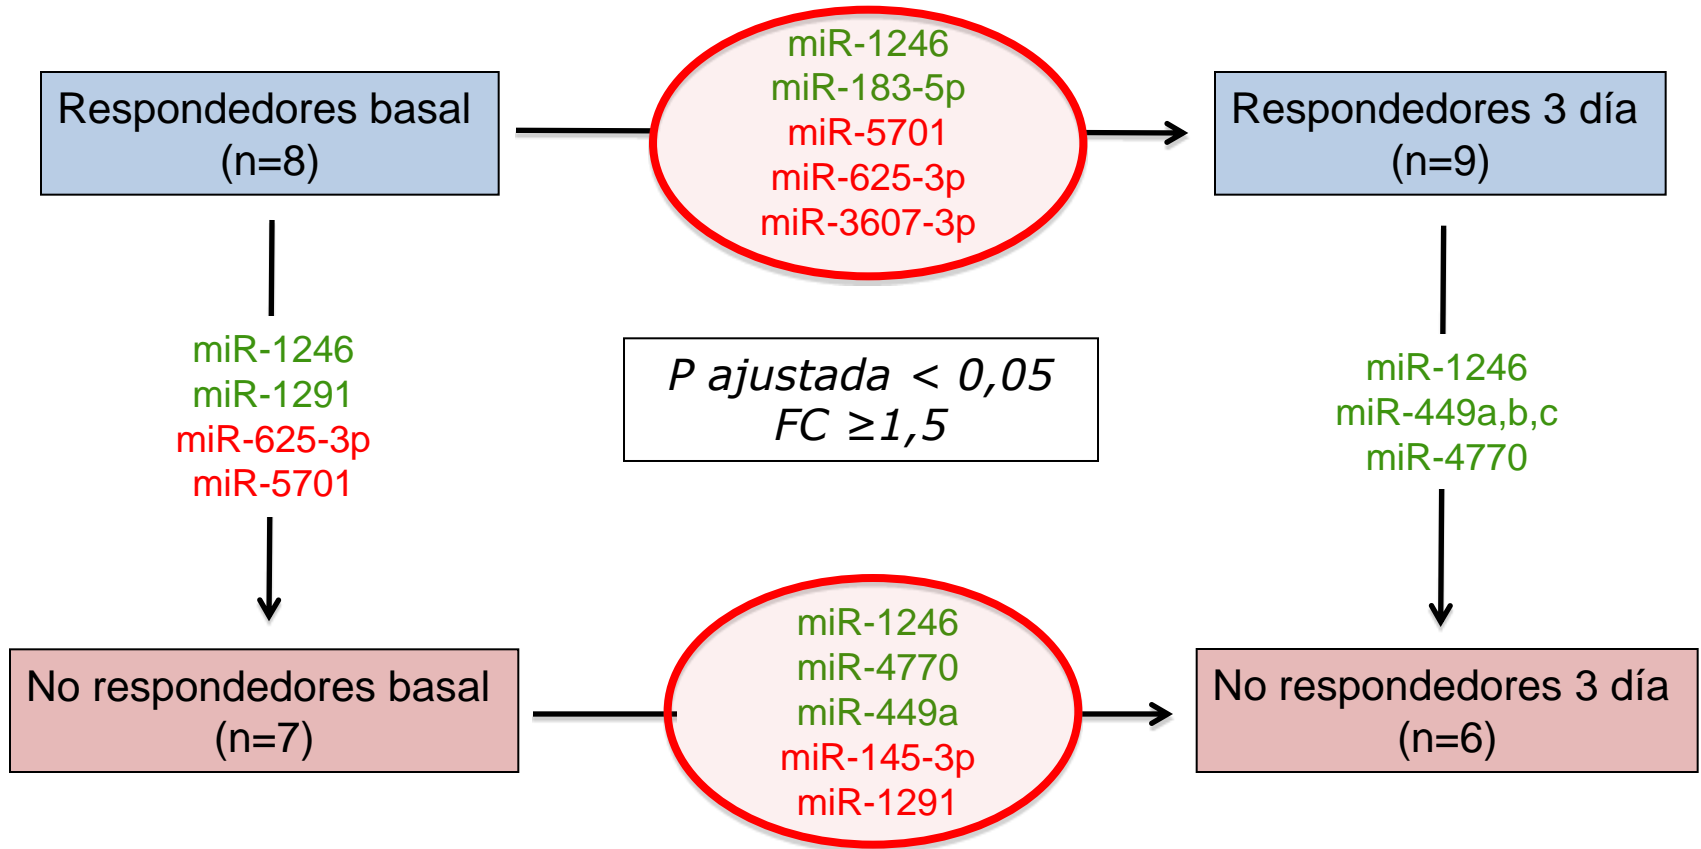 Respondedores basal
(n=8)
miR-1246
miR-183-5p
miR-5701
miR-625-3p
miR-3607-3p
Respondedores 3 día
(n=9)
miR-1246
miR-1291
miR-625-3p
miR-5701
P ajustada < 0,05
FC ≥1,5
miR-1246
miR-449a,b,c
miR-4770
No respondedores basal
(n=7)
miR-1246
miR-4770
miR-449a
miR-145-3p
miR-1291
No respondedores 3 día
(n=6)